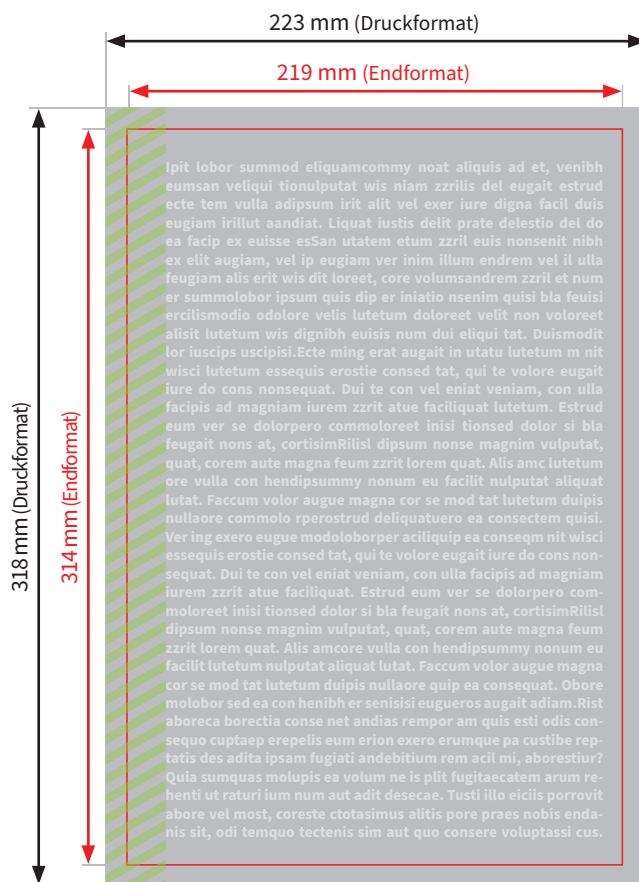 223 mm (Druckformat)
219 mm (Endformat)
318 mm (Druckformat)
314 mm (Endformat)
Ipit lobor summod eliquamcommy noat aliquis ad et, venibh
eumsan veliqui tionulputat wis niam zzrilis del eugait estrud
ecte tem vulla adipsum irit alit vel exer iure digna facil duis
eugiam irillut aandiat. Liquat iustis delit prate delestio del do
ea facip ex euisse esSan utatem etum zzril euis nonsenit nibh
ex elit augiam, vel ip eugiam ver inim illum endrem vel il ulla
feugiam alis erit wis dit loreet, core volumsandrem zzril et num
er summolobor ipsum quis dip er iniatio nsenim quisi bla feuisi
ercilismodio odolore velis lutetum doloreet velit non voloreet
alisit lutetum wis dignibh euisis num dui eliqui tat. Duismodit
lor iuscips uscipisi.Ecte ming erat augait in utatu lutetum m nit
wisci lutetum essequis erostie consed tat, qui te volore eugait
iure do cons nonsequat. Dui te con vel eniat veniam, con ulla
facipis ad magniam iurem zzrit atue faciliquat lutetum. Estrud
eum ver se dolorpero commoloreet inisi tionsed dolor si bla
feugait nons at, cortisimRilisl dipsum nonse magnim vulputat,
quat, corem aute magna feum zzrit lorem quat. Alis amc lutetum
ore vulla con hendipsummy nonum eu facilit nulputat aliquat
lutat. Faccum volor augue magna cor se mod tat lutetum duipis
nullaore commolo rperostrud deliquatuero ea consectem quisi.
Ver ing exero eugue modoloborper aciliquip ea conseqm nit wisci
essequis erostie consed tat, qui te volore eugait iure do cons non-
sequat. Dui te con vel eniat veniam, con ulla facipis ad magniam
iurem zzrit atue faciliquat. Estrud eum ver se dolorpero com-
moloreet inisi tionsed dolor si bla feugait nons at, cortisimRilisl
dipsum nonse magnim vulputat, quat, corem aute magna feum
zzrit lorem quat. Alis amcore vulla con hendipsummy nonum eu
facilit lutetum nulputat aliquat lutat. Faccum volor augue magna
cor se mod tat lutetum duipis nullaore quip ea consequat. Obore
molobor sed ea con henibh er senisisi eugueros augait adiam.Rist
aboreca borectia conse net andias rempor am quis esti odis con-
sequo cuptaep erepelis eum erion exero erumque pa custibe rep-
tatis des adita ipsam fugiati andebitium rem acil mi, aborestiur?
Quia sumquas molupis ea volum ne is plit fugitaecatem arum re-
henti ut raturi ium num aut adit desecae. Tusti illo eiciis porrovit
abore vel most, coreste ctotasimus alitis pore praes nobis enda-
nis sit, odi temquo tectenis sim aut quo consere voluptassi cus.